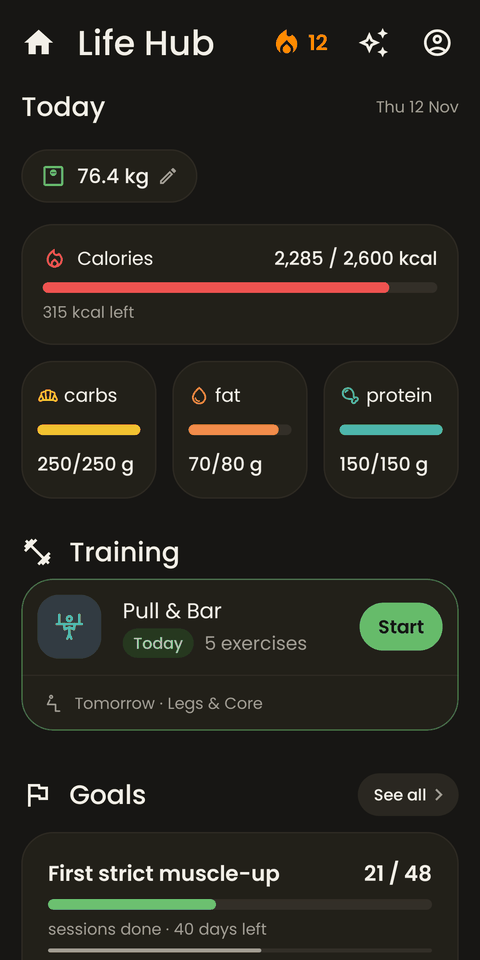 Life Hub 12
Today Thu 12 Nov
76.4 kg
Calories 2,285 / 2,600 kcal
315 kcal left
carbs fat protein
250/250 g 70/80 g 150/150 g
Training
Pull & Bar
Today 5 exercises
Start
Tomorrow · Legs & Core
Goals See all
First strict muscle-up 21 / 48
sessions done · 40 days left